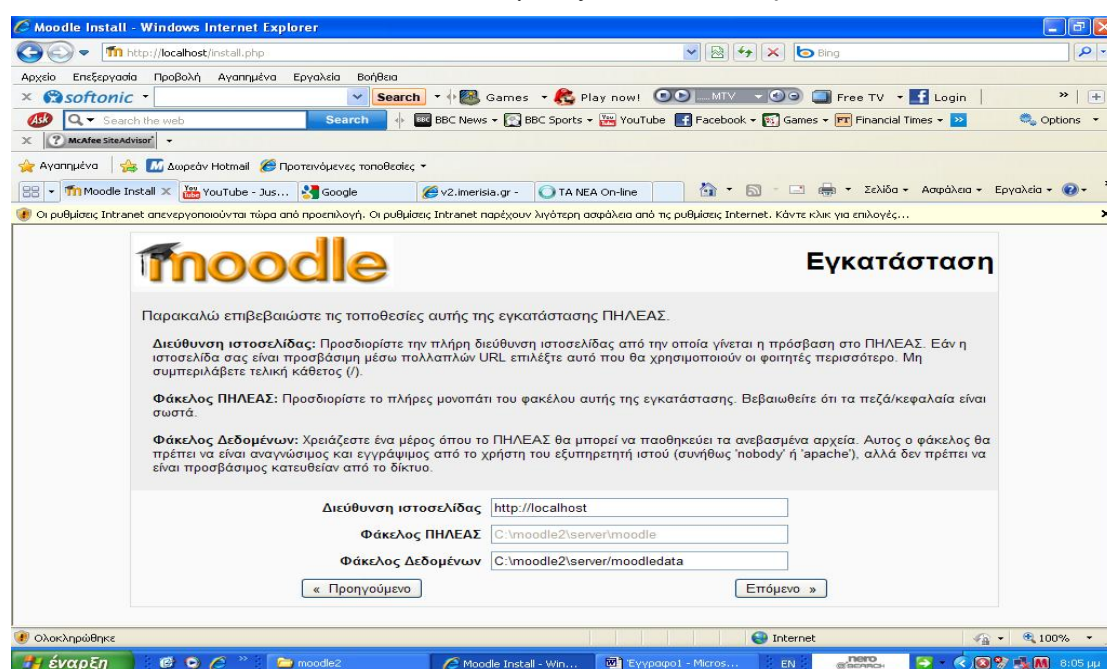 Moodle Install - Windows Internet Explorer
http://localhost/install.php
Bing
Αρχείο Επεξεργασία Προβολή Αγαπημένα Εργαλεία Βοήθεια
softonic Search Games Play now! MTV Free TV Login
Ask Search the web Search BBC News BBC Sports YouTube Facebook Games FT Financial Times Options
McAfee SiteAdvisor
Αγαπημένα Δωρεάν Hotmail Προτεινόμενες τοποθεσίες
Moodle Install YouTube - Jus... Google v2.imerisia.gr - TA NEA On-line Σελίδα Ασφάλεια Εργαλεία
Οι ρυθμίσεις Intranet απενεργοποιούνται τώρα από προεπιλογή. Οι ρυθμίσεις Intranet παρέχουν λιγότερη ασφάλεια από τις ρυθμίσεις Internet. Κάντε κλικ για επιλογές...
moodle Εγκατάσταση
Παρακαλώ επιβεβαιώστε τις τοποθεσίες αυτής της εγκατάστασης ΠΗΛΕΑΣ.
Διεύθυνση ιστοσελίδας: Προσδιορίστε την πλήρη διεύθυνση ιστοσελίδας από την οποία γίνεται η πρόσβαση στο ΠΗΛΕΑΣ. Εάν η
ιστοσελίδα σας είναι προσβάσιμη μέσω πολλαπλών URL επιλέξτε αυτό που θα χρησιμοποιούν οι φοιτητές περισσότερο. Μη
συμπεριλάβετε τελική κάθετος (/).
Φάκελος ΠΗΛΕΑΣ: Προσδιορίστε το πλήρες μονοπάτι του φακέλου αυτής της εγκατάστασης. Βεβαιωθείτε ότι τα πεζά/κεφαλαία είναι
σωστά.
Φάκελος Δεδομένων: Χρειάζεστε ένα μέρος όπου το ΠΗΛΕΑΣ θα μπορεί να παοθηκεύει τα ανεβασμένα αρχεία. Αυτος ο φάκελος θα
πρέπει να είναι αναγνώσιμος και εγγράψιμος από το χρήστη του εξυπηρετητή ιστού (συνήθως 'nobody' ή 'apache'), αλλά δεν πρέπει να
είναι προσβάσιμος κατευθείαν από το δίκτυο.
Διεύθυνση ιστοσελίδας http://localhost
Φάκελος ΠΗΛΕΑΣ C:\moodle2\server\moodle
Φάκελος Δεδομένων C:\moodle2\server/moodledata
« Προηγούμενο Επόμενο »
Ολοκληρώθηκε Internet 100%
έναρξη moodle2 Moodle Install - Win... Έγγραφο1 - Micros... EN nero SEARCH 8:05 μμ